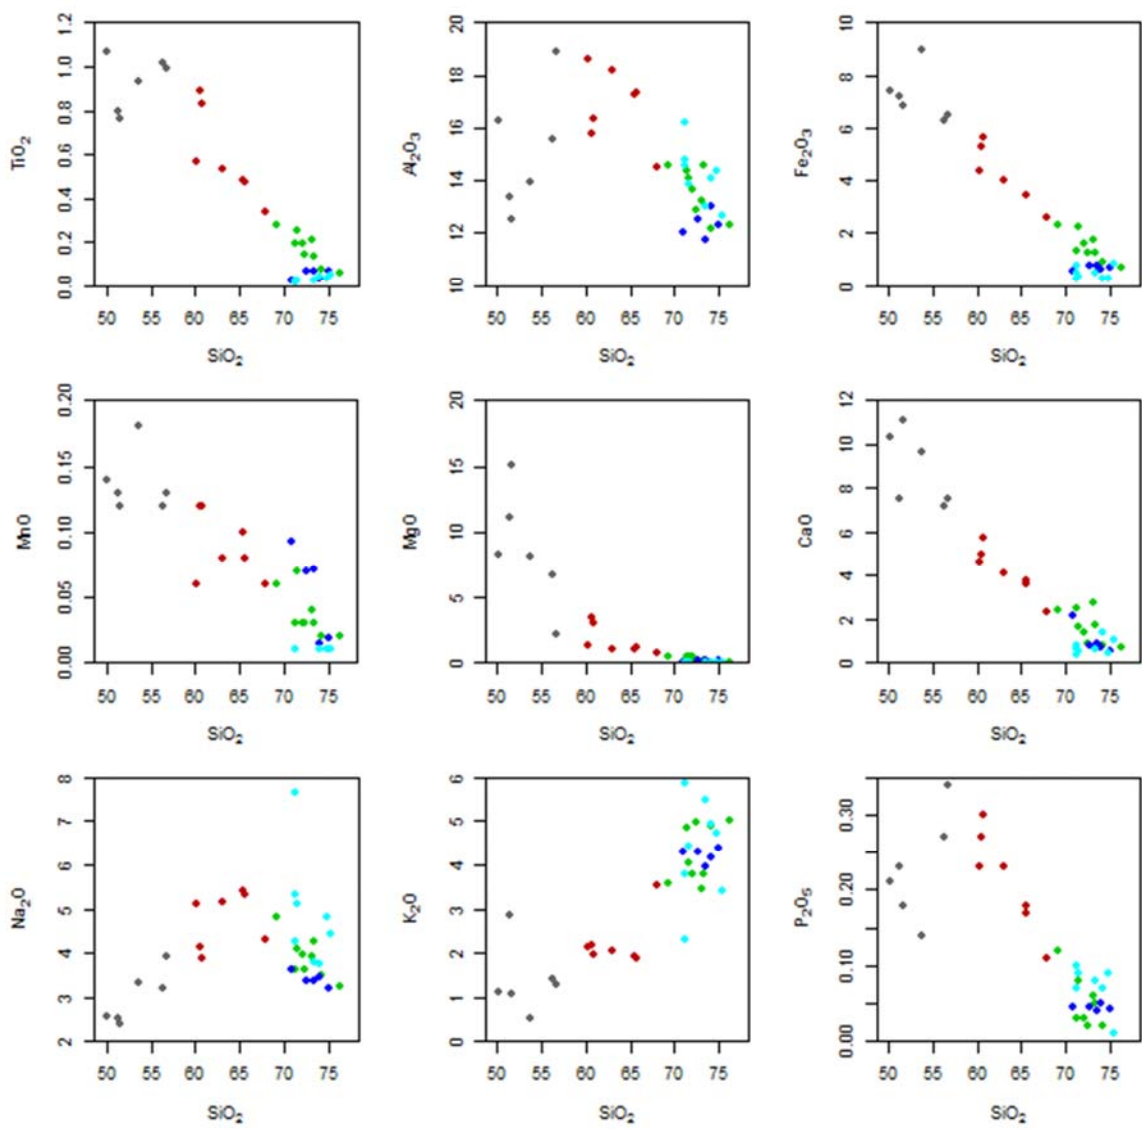 TiO2
0.0 0.2 0.4 0.6 0.8 1.0 1.2
50 55 60 65 70 75
SiO2
Al2O3
10 12 14 16 18 20
50 55 60 65 70 75
SiO2
Fe2O3
0 2 4 6 8 10
50 55 60 65 70 75
SiO2
MnO
0.00 0.05 0.10 0.15 0.20
50 55 60 65 70 75
SiO2
MgO
0 5 10 15 20
50 55 60 65 70 75
SiO2
CaO
0 2 4 6 8 10 12
50 55 60 65 70 75
SiO2
Na2O
2 3 4 5 6 7 8
50 55 60 65 70 75
SiO2
K2O
0 1 2 3 4 5 6
50 55 60 65 70 75
SiO2
P2O5
0.00 0.10 0.20 0.30
50 55 60 65 70 75
SiO2